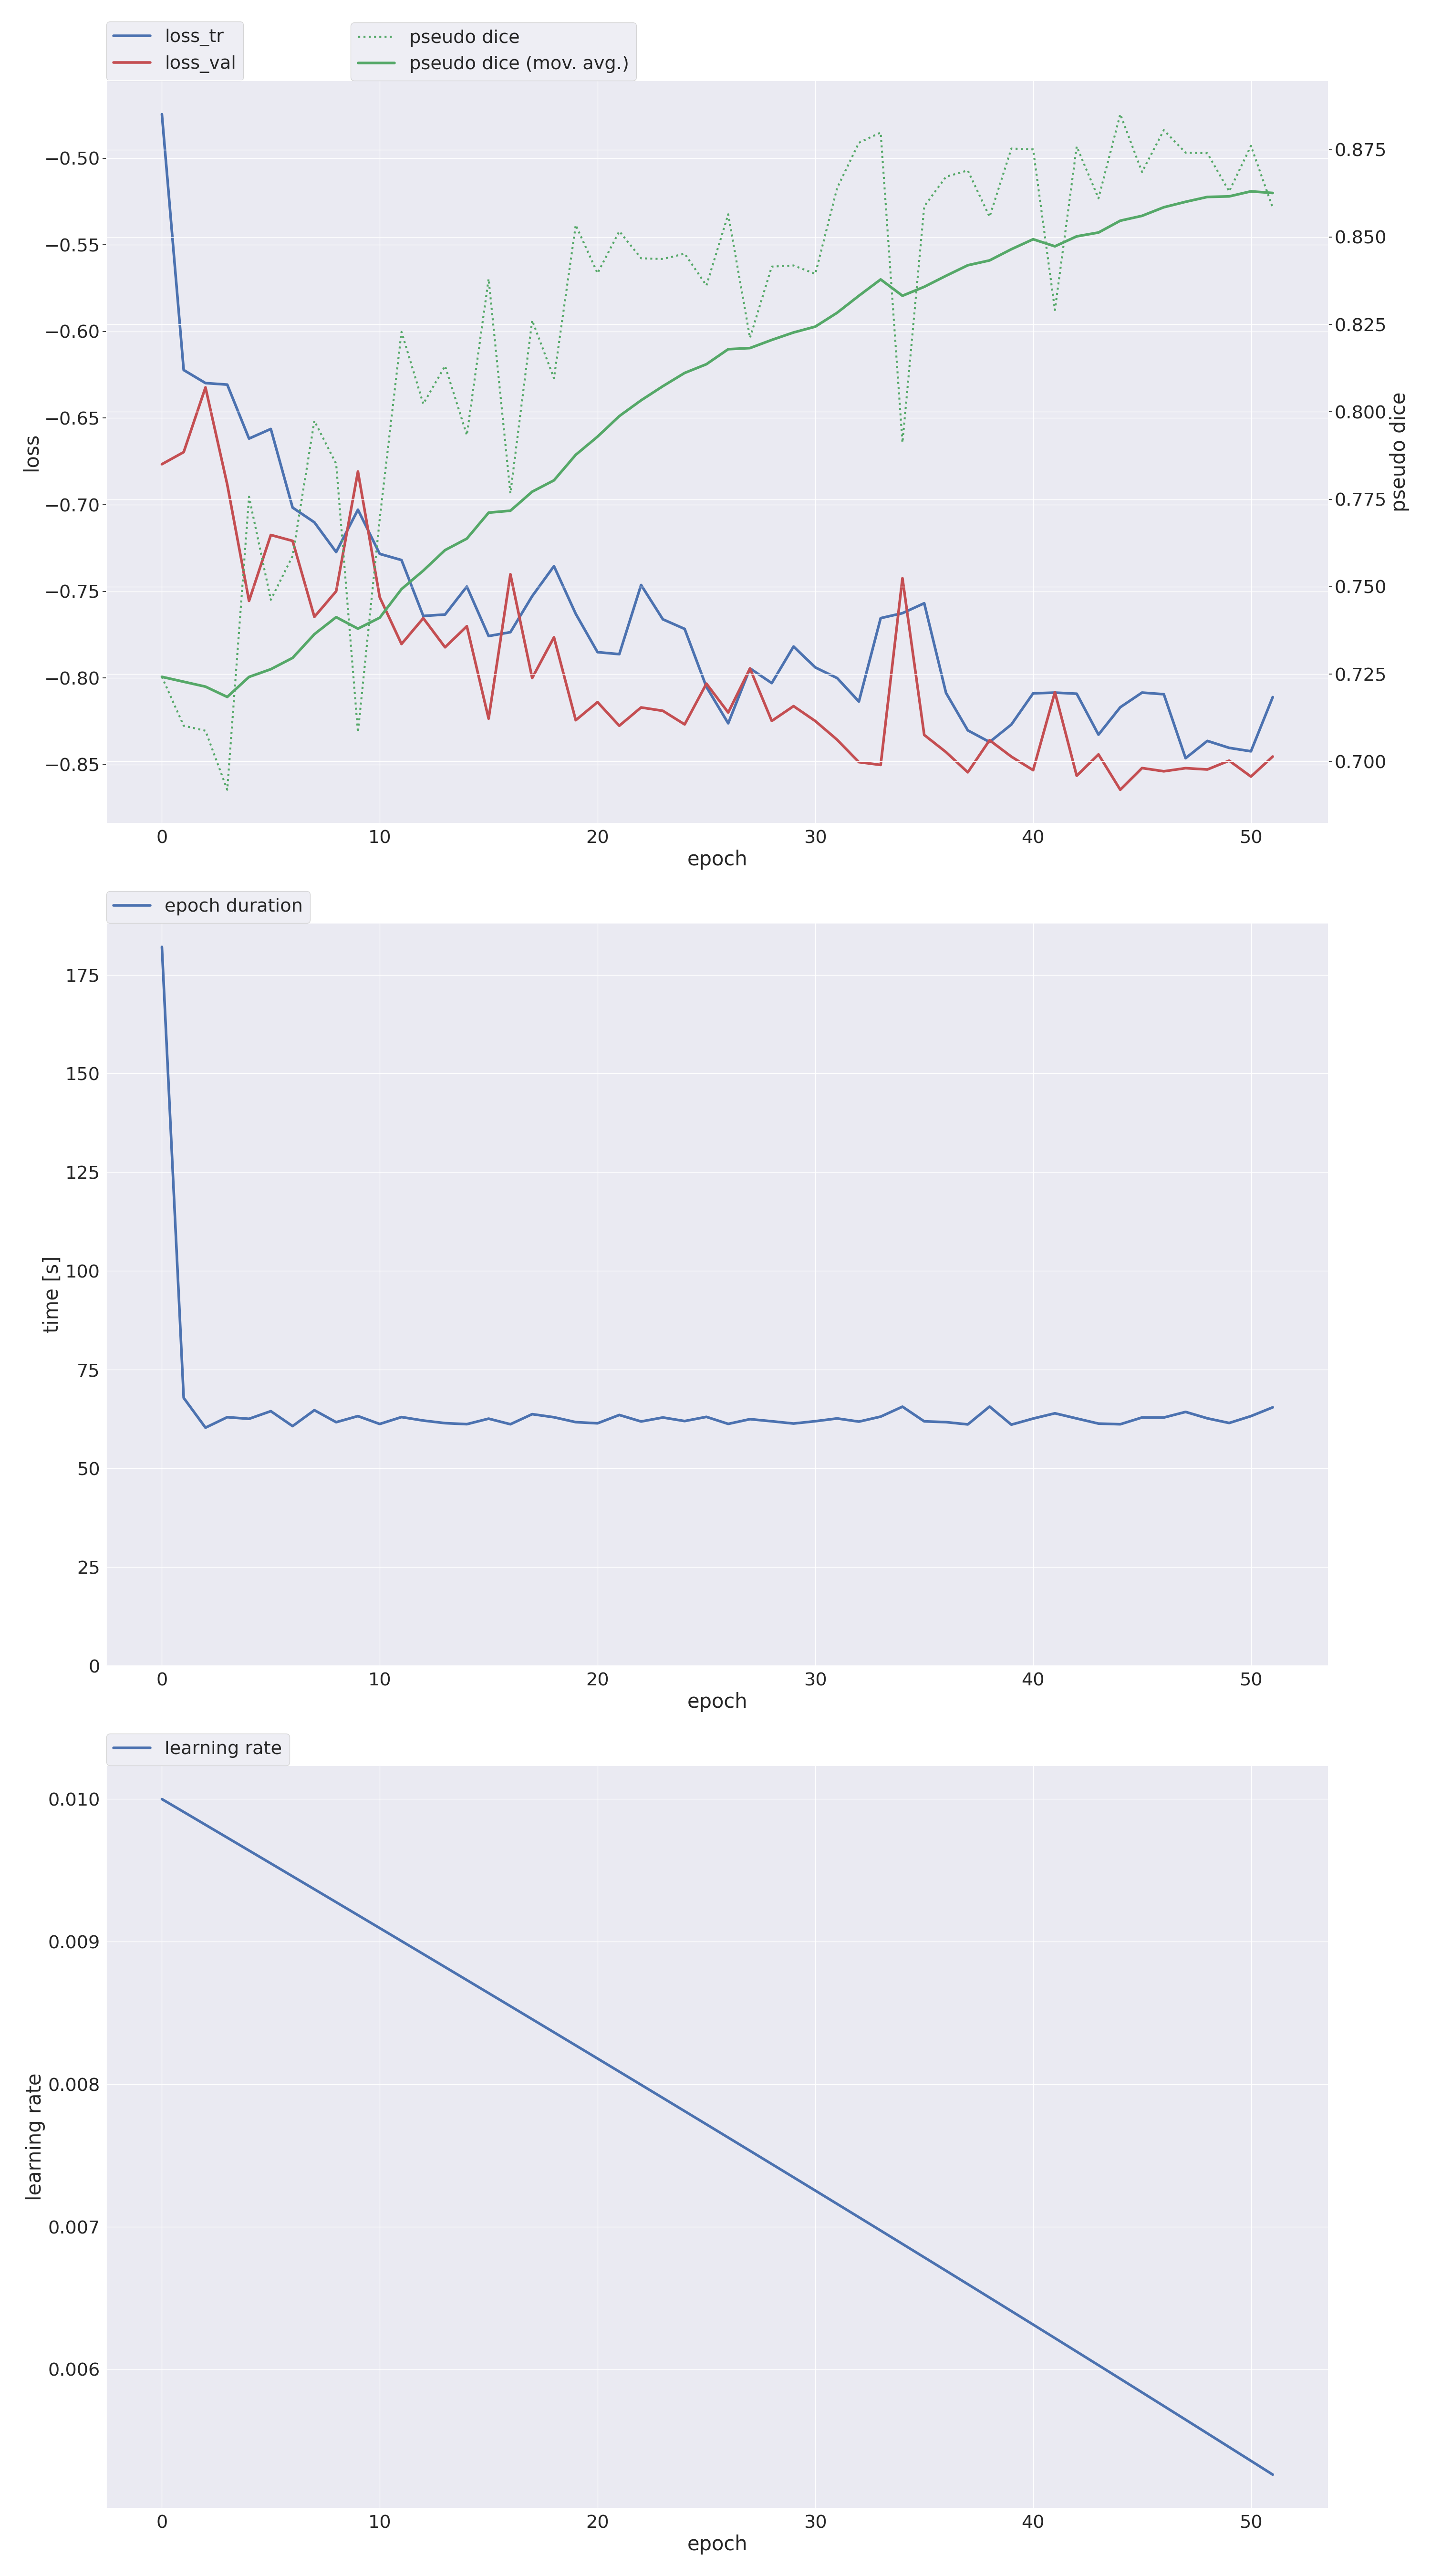 loss_tr
loss_val
pseudo dice
pseudo dice (mov. avg.)
−0.50
−0.55
−0.60
−0.65
−0.70
−0.75
−0.80
−0.85
loss
0.875
0.850
0.825
0.800
0.775
0.750
0.725
0.700
pseudo dice
0 10 20 30 40 50
epoch
epoch duration
175
150
125
100
75
50
25
0
time [s]
0 10 20 30 40 50
epoch
learning rate
0.010
0.009
0.008
0.007
0.006
learning rate
0 10 20 30 40 50
epoch